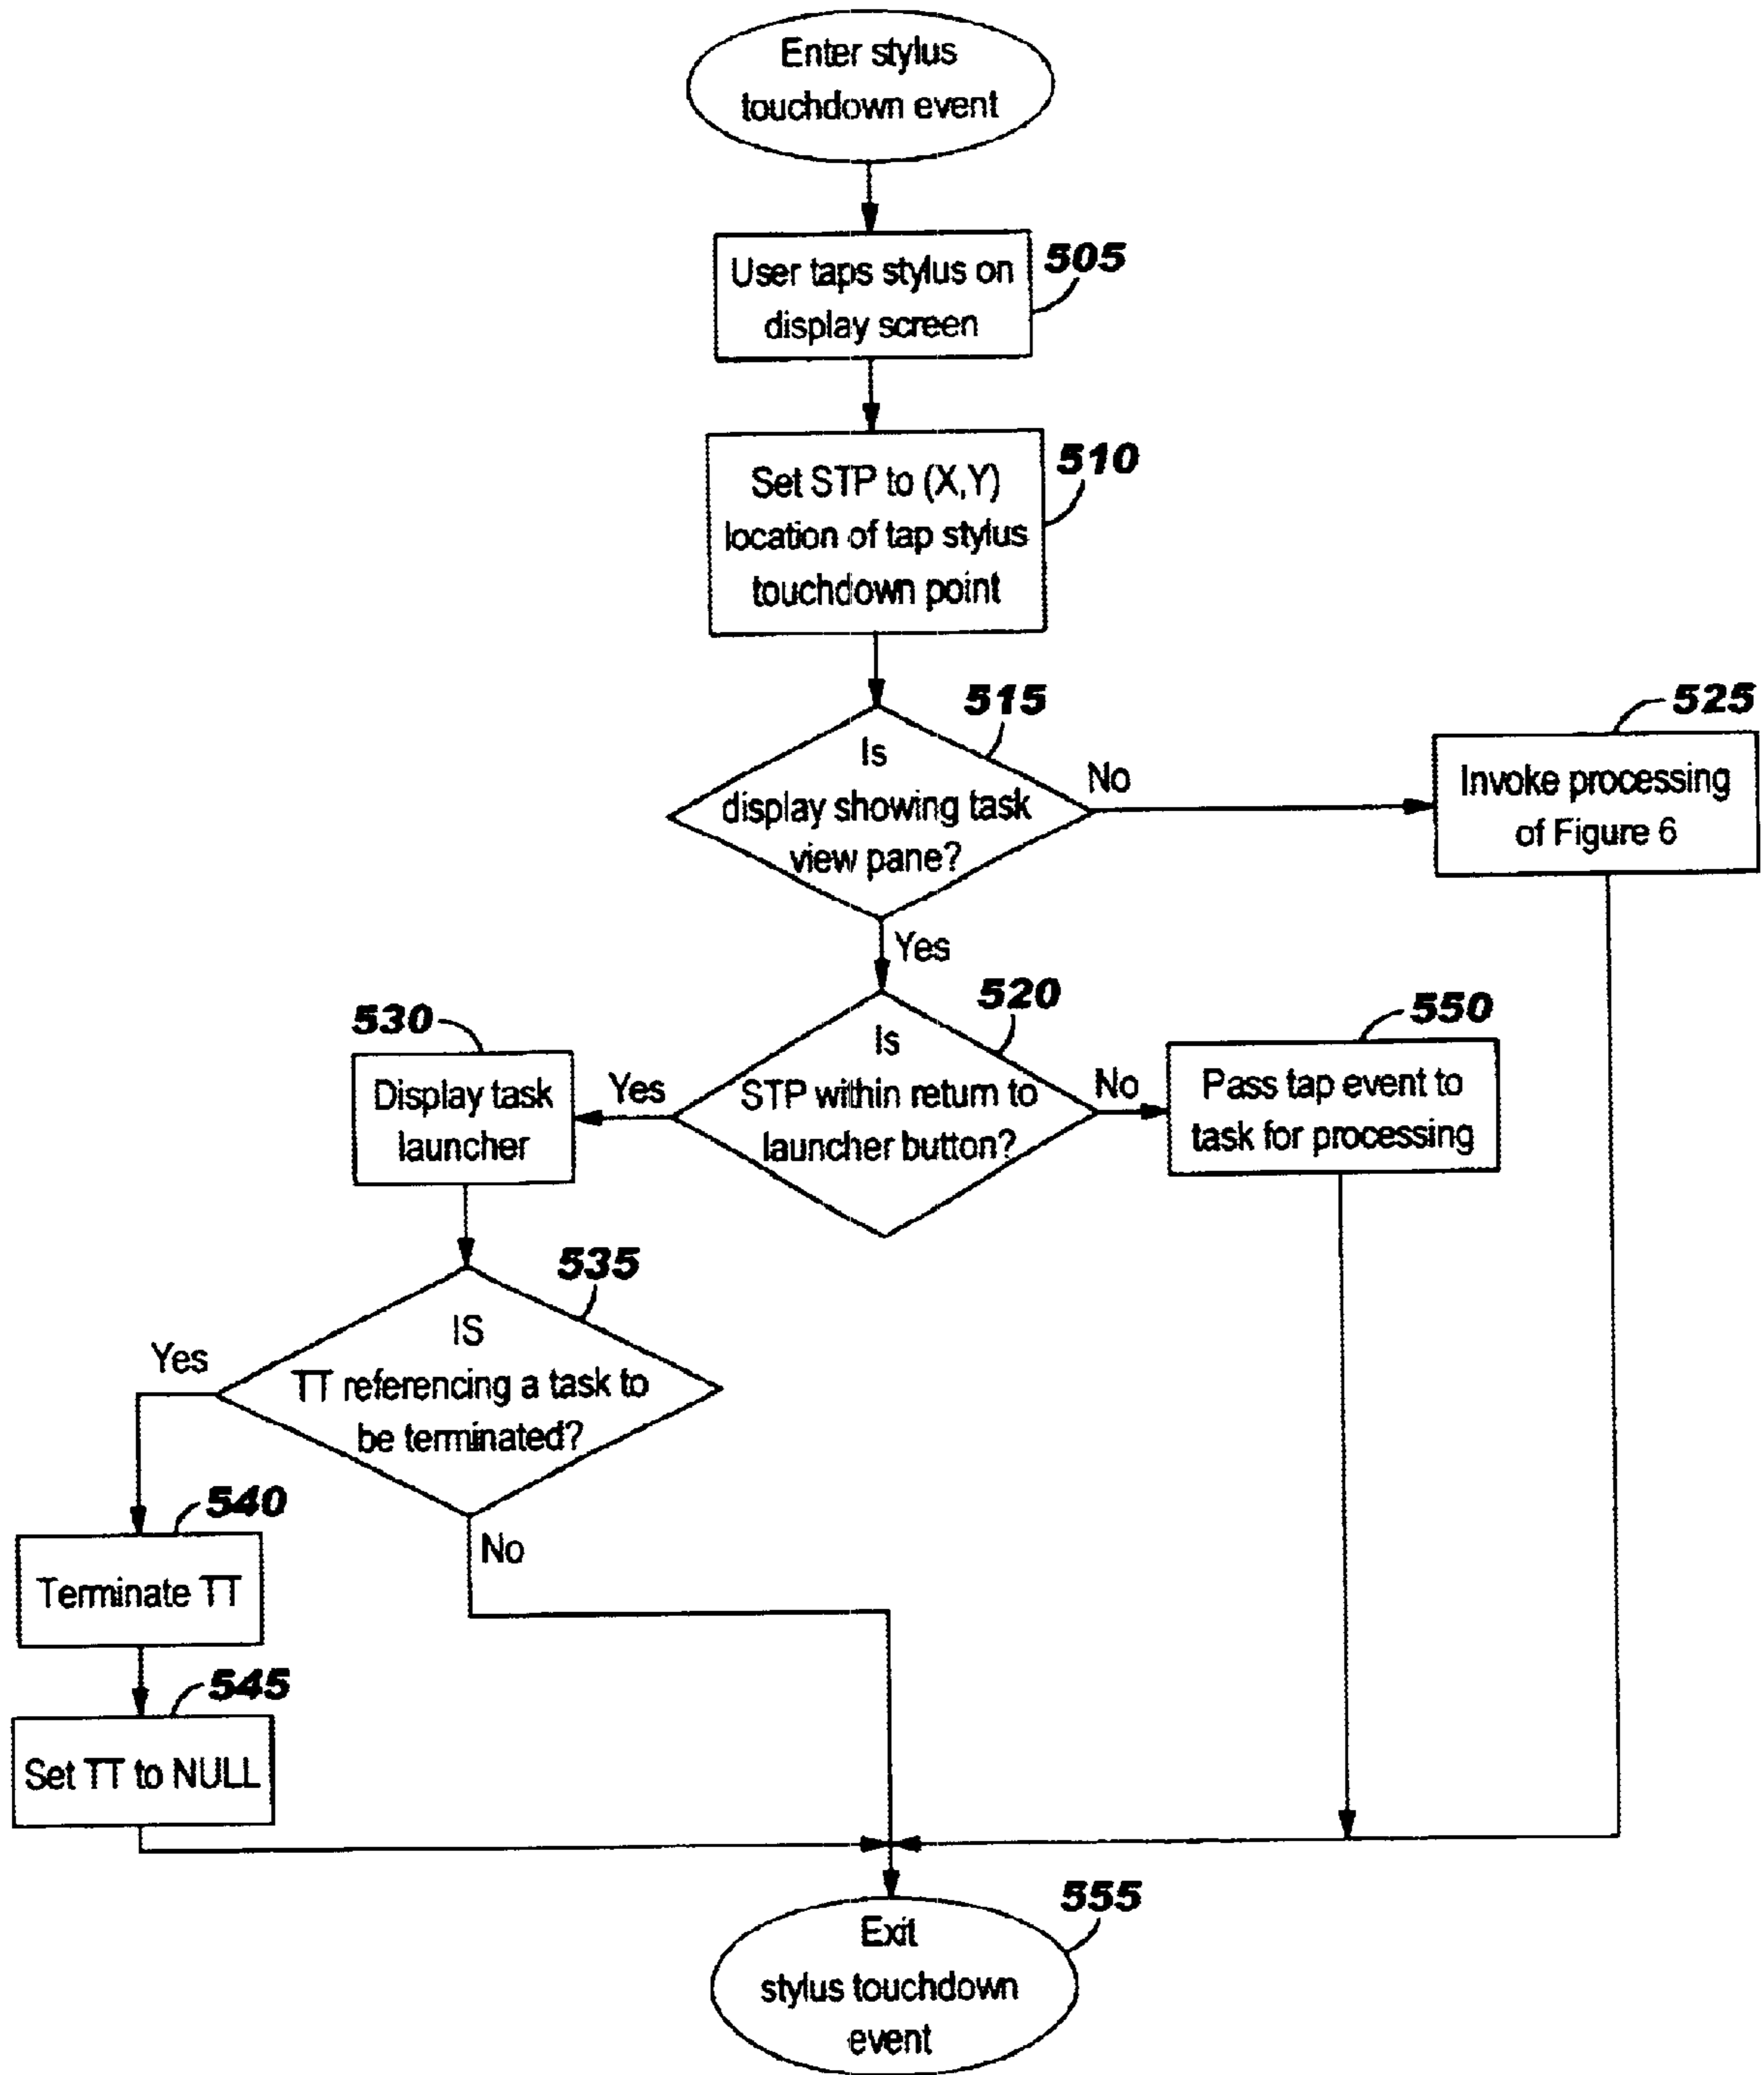 Enter stylus
touchdown event
505
User taps stylus on
display screen
510
Set STP to (X,Y)
location of tap stylus
touchdown point
515
Is
display showing task
view pane?
No
525
Invoke processing
of Figure 6
Yes
520
Is
STP within return to
launcher button?
Yes
No
530
Display task
launcher
550
Pass tap event to
task for processing
535
IS
TT referencing a task to
be terminated?
Yes
No
540
Terminate TT
545
Set TT to NULL
555
Exit
stylus touchdown
event